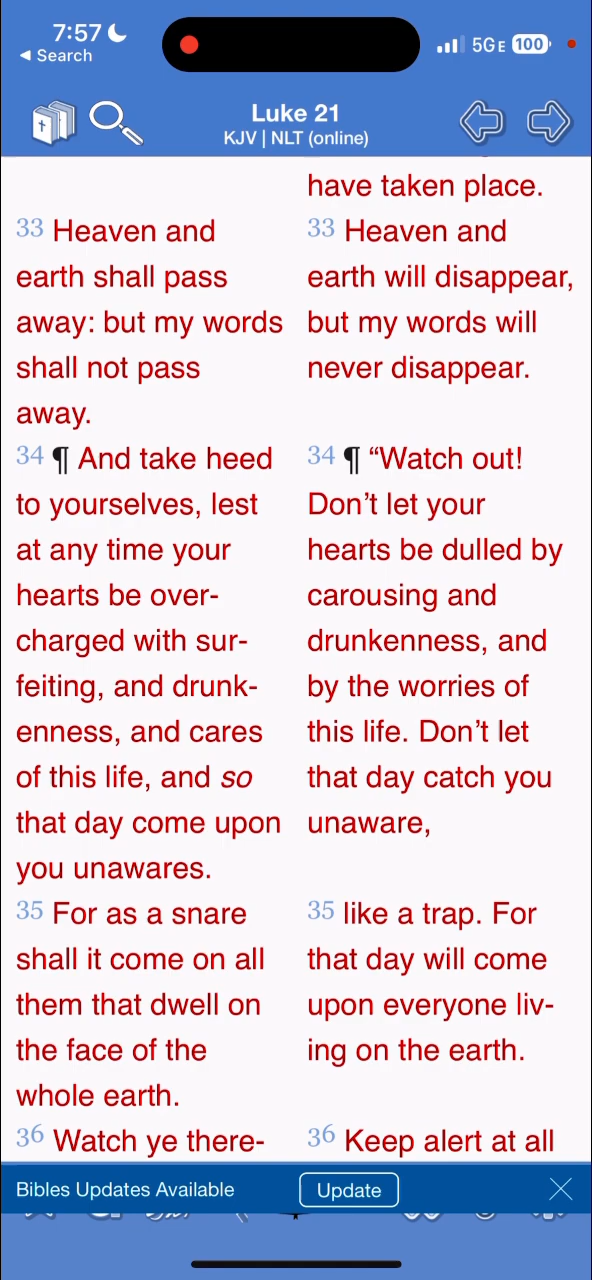 7:57
Search
5GE 100
Luke 21
KJV | NLT (online)
33 Heaven and
earth shall pass
away: but my words
shall not pass
away.
34 ¶ And take heed
to yourselves, lest
at any time your
hearts be over-
charged with sur-
feiting, and drunk-
enness, and cares
of this life, and so
that day come upon
you unawares.
35 For as a snare
shall it come on all
them that dwell on
the face of the
whole earth.
36 Watch ye there-
have taken place.
33 Heaven and
earth will disappear,
but my words will
never disappear.
34 ¶ “Watch out!
Don’t let your
hearts be dulled by
carousing and
drunkenness, and
by the worries of
this life. Don’t let
that day catch you
unaware,
35 like a trap. For
that day will come
upon everyone liv-
ing on the earth.
36 Keep alert at all
Bibles Updates Available
Update